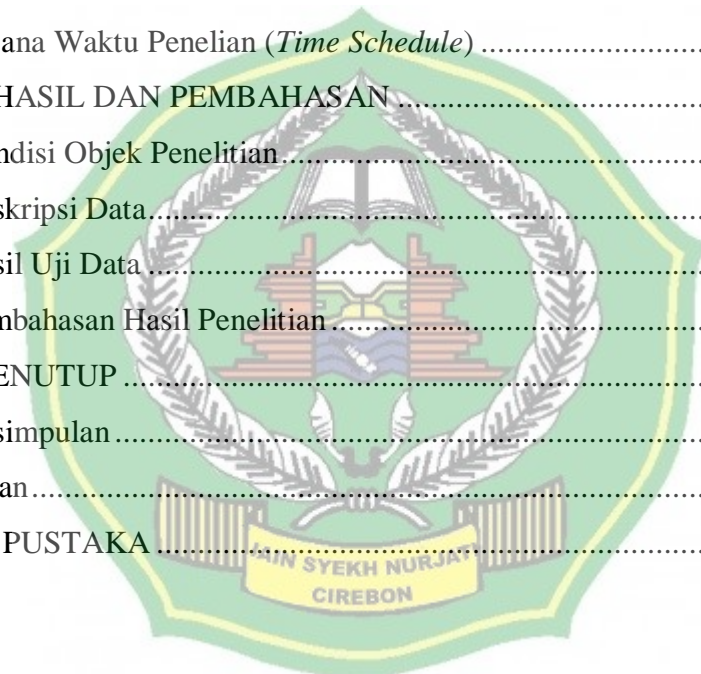 ana Waktu Penelian (Time Schedule) ........................................
HASIL DAN PEMBAHASAN ........................................
ndisi Objek Penelitian ........................................
skripsi Data ........................................
sil Uji Data ........................................
mbahasan Hasil Penelitian ........................................
ENUTUP ........................................
simpulan ........................................
an ........................................
PUSTAKA ........................................
IAIN SYEKH NURJATI
CIREBON